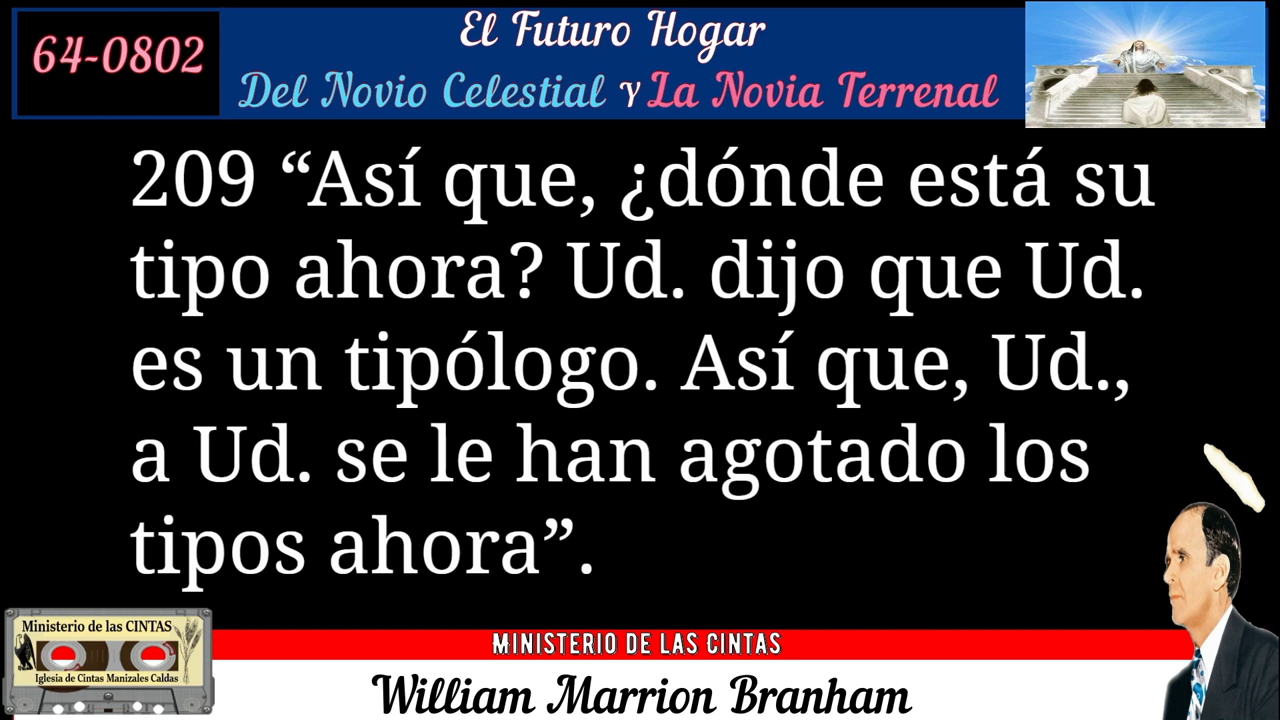 64-0802
El Futuro Hogar
Del Novio Celestial Y La Novia Terrenal
209 “Así que, ¿dónde está su
tipo ahora? Ud. dijo que Ud.
es un tipólogo. Así que, Ud.,
a Ud. se le han agotado los
tipos ahora”.
Ministerio de las CINTAS
Iglesia de Cintas Manizales Caldas
MINISTERIO DE LAS CINTAS
William Marrion Branham